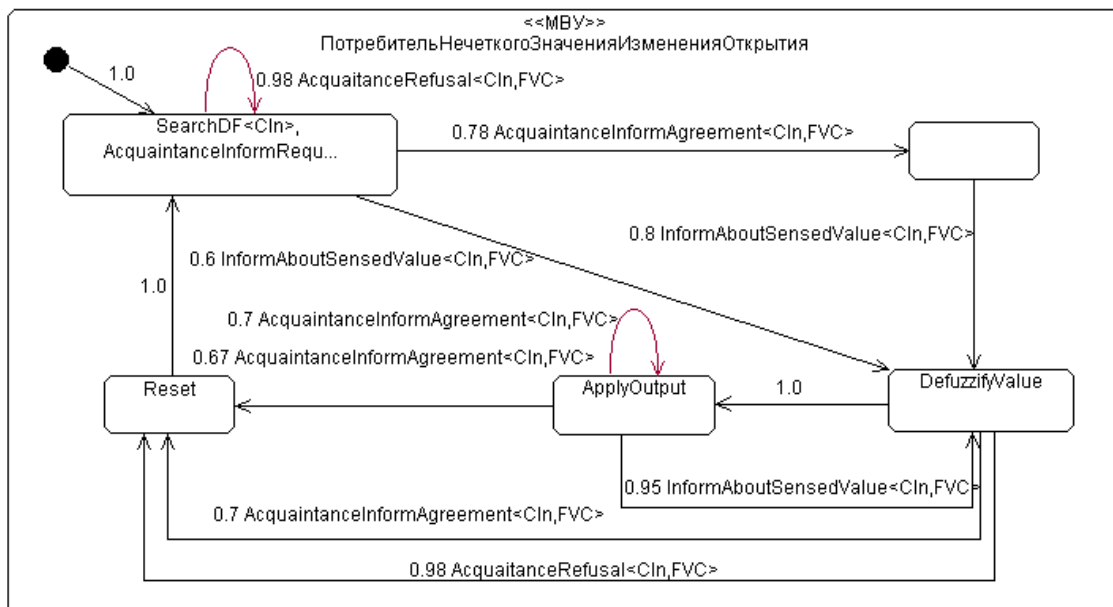 <<МВУ>>
ПотребительНечеткогоЗначенияИзмененияОткрытия
1.0
0.98 AcquaitanceRefusal<CIn,FVC>
SearchDF<CIn>,
AcquaintanceInformRequ...
0.78 AcquaintanceInformAgreement<CIn,FVC>
0.8 InformAboutSensedValue<CIn,FVC>
0.6 InformAboutSensedValue<CIn,FVC>
1.0
0.7 AcquaintanceInformAgreement<CIn,FVC>
0.67 AcquaintanceInformAgreement<CIn,FVC>
Reset
ApplyOutput
1.0
DefuzzifyValue
0.95 InformAboutSensedValue<CIn,FVC>
0.7 AcquaintanceInformAgreement<CIn,FVC>
0.98 AcquaitanceRefusal<CIn,FVC>